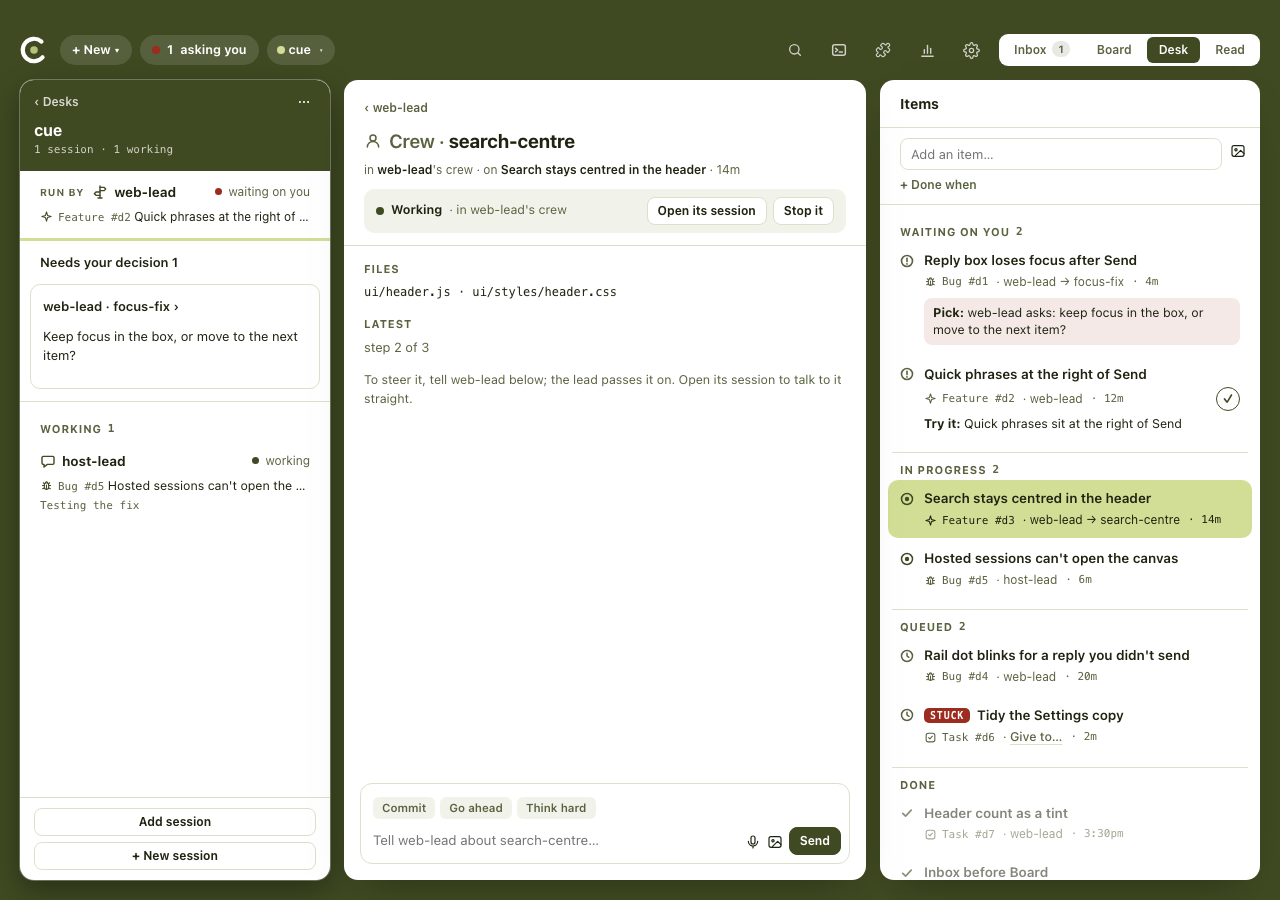 + New ▾
1 asking you
cue ·
Inbox 1
Board
Desk
Read
‹ Desks
···
cue
1 session · 1 working
RUN BY web-lead waiting on you
Feature #d2 Quick phrases at the right of …
Needs your decision 1
web-lead · focus-fix ›
Keep focus in the box, or move to the next
item?
WORKING 1
host-lead working
Bug #d5 Hosted sessions can't open the …
Testing the fix
Add session
+ New session
‹ web-lead
Crew · search-centre
in web-lead's crew · on Search stays centred in the header · 14m
Working · in web-lead's crew
Open its session
Stop it
FILES
ui/header.js · ui/styles/header.css
LATEST
step 2 of 3
To steer it, tell web-lead below; the lead passes it on. Open its session to talk to it
straight.
Commit
Go ahead
Think hard
Tell web-lead about search-centre…
Send
Items
Add an item…
+ Done when
WAITING ON YOU 2
Reply box loses focus after Send
Bug #d1 · web-lead → focus-fix · 4m
Pick: web-lead asks: keep focus in the box, or
move to the next item?
Quick phrases at the right of Send
Feature #d2 · web-lead · 12m
Try it: Quick phrases sit at the right of Send
IN PROGRESS 2
Search stays centred in the header
Feature #d3 · web-lead → search-centre · 14m
Hosted sessions can't open the canvas
Bug #d5 · host-lead · 6m
QUEUED 2
Rail dot blinks for a reply you didn't send
Bug #d4 · web-lead · 20m
STUCK Tidy the Settings copy
Task #d6 · Give to… · 2m
DONE
Header count as a tint
Task #d7 · web-lead · 3:30pm
Inbox before Board